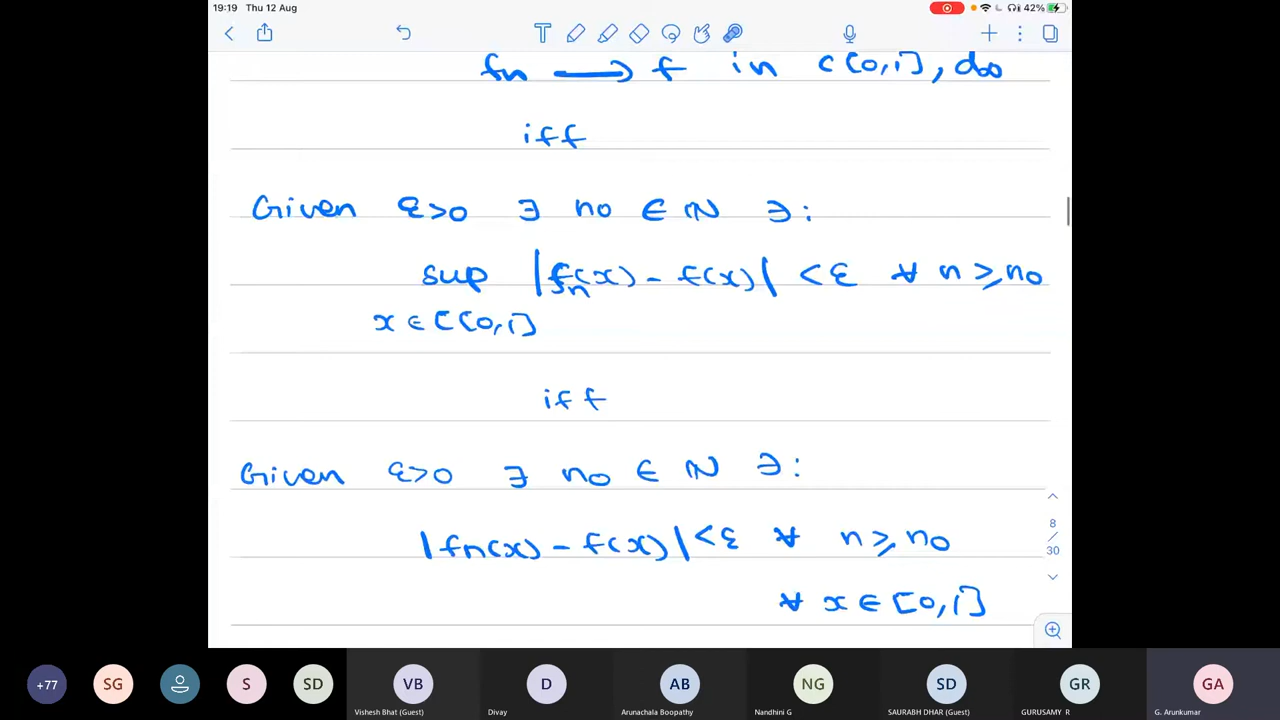 19:19 Thu 12 Aug
42%
fn ⟶ f in C[0,1], d∞
iff
Given ε>0 ∃ n0 ∈ ℕ ∋:
sup |fn(x) - f(x)| < ε ∀ n ≥ n0
x ∈ C[0,1]
iff
Given ε>0 ∃ n0 ∈ ℕ ∋:
|fn(x) - f(x)| < ε ∀ n ≥ n0
∀ x ∈ [0,1]
8
/
30
+77 SG S SD VB D AB NG SD GR GA
Vishesh Bhat (Guest) Divay Arunachala Boopathy Nandhini G SAURABH DHAR (Guest) GURUSAMY R G. Arunkumar